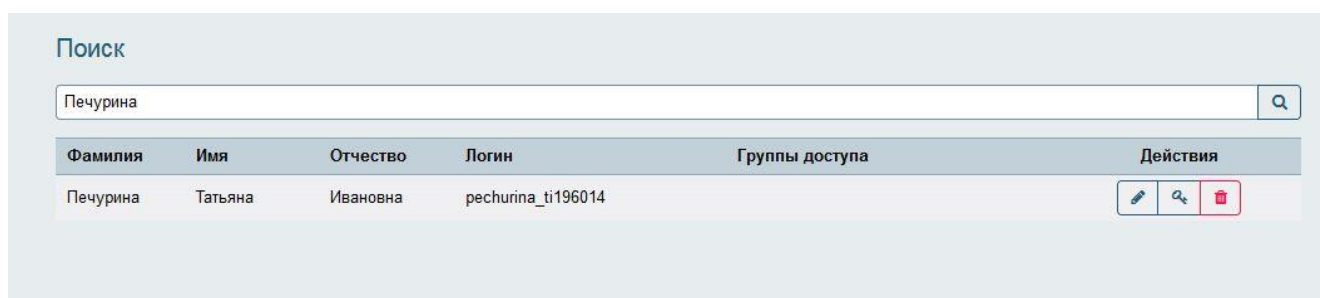 Поиск
Печурина
Фамилия Имя Отчество Логин Группы доступа Действия
Печурина Татьяна Ивановна pechurina_ti196014